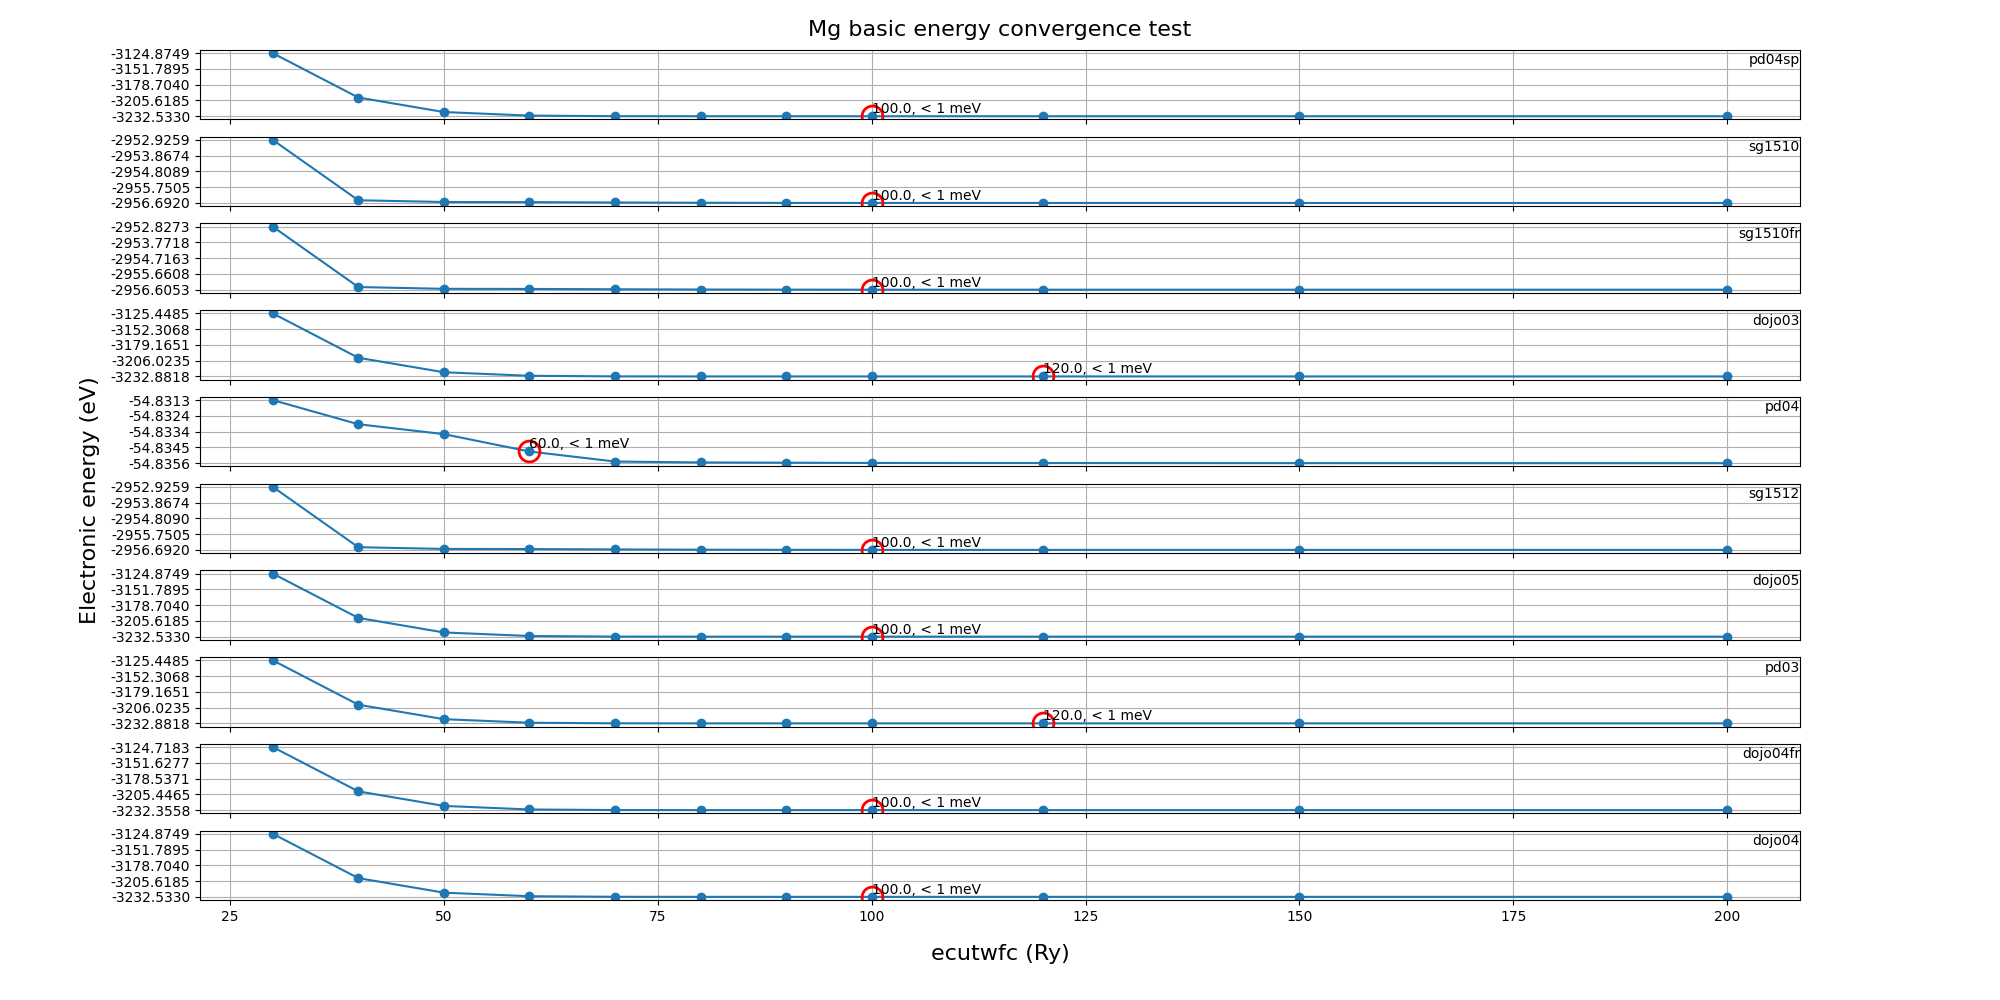 Mg basic energy convergence test
Electronic energy (eV)
-3124.8749
-3151.7895
-3178.7040
-3205.6185
-3232.5330
pd04sp
100.0, < 1 meV
-2952.9259
-2953.8674
-2954.8089
-2955.7505
-2956.6920
sg1510
100.0, < 1 meV
-2952.8273
-2953.7718
-2954.7163
-2955.6608
-2956.6053
sg1510fr
100.0, < 1 meV
-3125.4485
-3152.3068
-3179.1651
-3206.0235
-3232.8818
dojo03
120.0, < 1 meV
-54.8313
-54.8324
-54.8334
-54.8345
-54.8356
pd04
60.0, < 1 meV
-2952.9259
-2953.8674
-2954.8090
-2955.7505
-2956.6920
sg1512
100.0, < 1 meV
-3124.8749
-3151.7895
-3178.7040
-3205.6185
-3232.5330
dojo05
100.0, < 1 meV
-3125.4485
-3152.3068
-3179.1651
-3206.0235
-3232.8818
pd03
120.0, < 1 meV
-3124.7183
-3151.6277
-3178.5371
-3205.4465
-3232.3558
dojo04fr
100.0, < 1 meV
-3124.8749
-3151.7895
-3178.7040
-3205.6185
-3232.5330
dojo04
100.0, < 1 meV
25 50 75 100 125 150 175 200
ecutwfc (Ry)